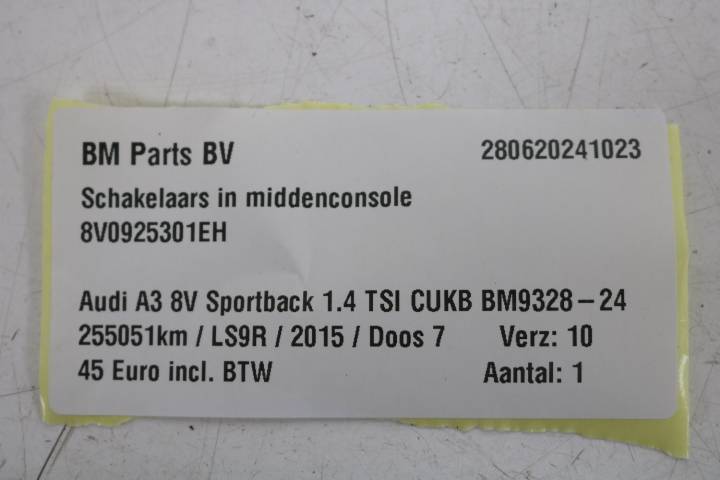 BM Parts BV 280620241023
Schakelaars in middenconsole
8V0925301EH
Audi A3 8V Sportback 1.4 TSI CUKB BM9328-24
255051km / LS9R / 2015 / Doos 7 Verz: 10
45 Euro incl. BTW Aantal: 1